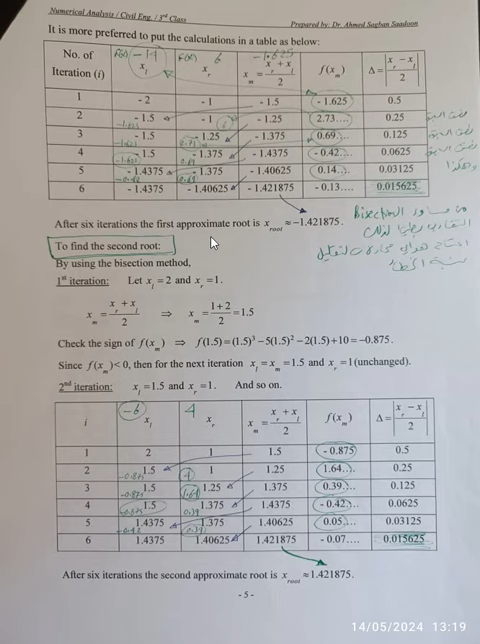 Numerical Analysis / Civil Eng. / 3rd Class
Prepared by: Dr. Ahmed Sagban Saadoon
It is more preferred to put the calculations in a table as below:
No. of Iteration (i) | f(x) -14 x_l | f(x) 6 x_r | -1.625 x_m = (x_r + x_l)/2 | f(x_m) | Δ = |(x_r − x_l)/2|
1 | - 2 | - 1 | - 1.5 | - 1.625 | 0.5
2 | - 1.5 | - 1 | - 1.25 | 2.73.... | 0.25
3 | - 1.5 | - 1.25 | - 1.375 | 0.69.... | 0.125
4 | - 1.5 | - 1.375 | - 1.4375 | - 0.42.... | 0.0625
5 | - 1.4375 | - 1.375 | - 1.40625 | 0.14.... | 0.03125
6 | - 1.4375 | - 1.40625 | - 1.421875 | - 0.13.... | 0.015625
After six iterations the first approximate root is x_root ≈ -1.421875.
Bisection
To find the second root:
By using the bisection method,
1st iteration: Let x_l = 2 and x_r = 1.
x_m = (x_r + x_l)/2 ⇒ x_m = (1+2)/2 = 1.5
Check the sign of f(x_m) ⇒ f(1.5) = (1.5)^3 − 5(1.5)^2 − 2(1.5) + 10 = −0.875.
Since f(x_m) < 0, then for the next iteration x_l = x_m = 1.5 and x_r = 1 (unchanged).
2nd iteration: x_l = 1.5 and x_r = 1. And so on.
i | -6 x_l | 4 x_r | x_m = (x_r + x_l)/2 | f(x_m) | Δ = |(x_r − x_l)/2|
1 | 2 | 1 | 1.5 | - 0.875 | 0.5
2 | 1.5 | 1 | 1.25 | 1.64.... | 0.25
3 | 1.5 | 1.25 | 1.375 | 0.39.... | 0.125
4 | 1.5 | 1.375 | 1.4375 | - 0.42.... | 0.0625
5 | 1.4375 | 1.375 | 1.40625 | 0.05.... | 0.03125
6 | 1.4375 | 1.40625 | 1.421875 | - 0.07.... | 0.015625
After six iterations the second approximate root is x_root ≈ 1.421875.
- 5 -
14/05/2024 13:19